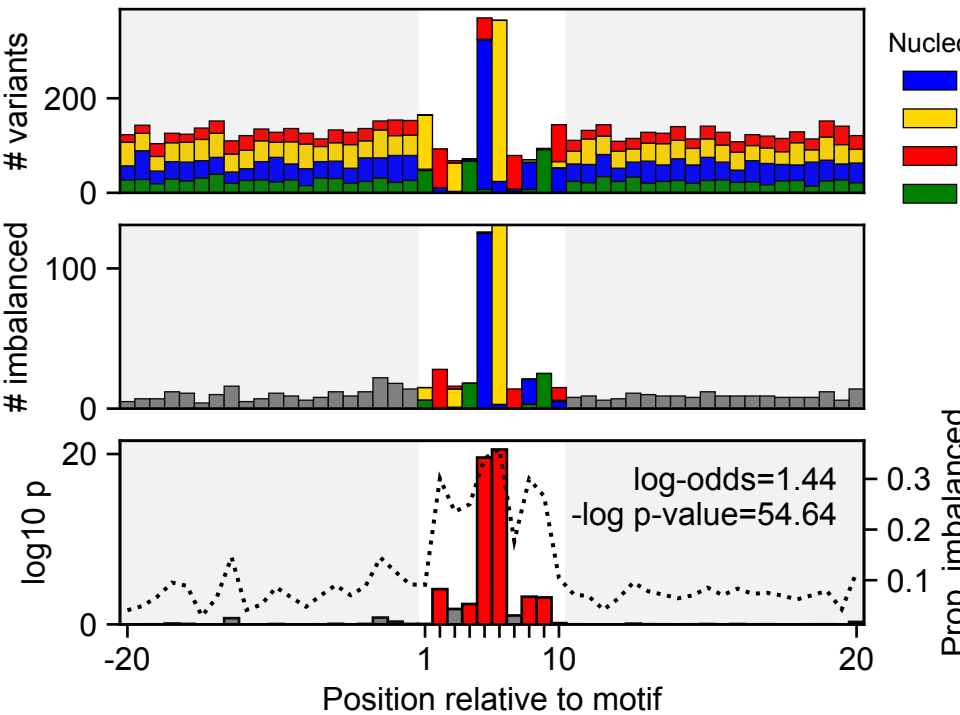 # variants
200
0
Nucleo
# imbalanced
100
0
log10 p
20
0
log-odds=1.44
-log p-value=54.64
0.3
0.2
0.1
Prop. imbalanced
-20
1
10
20
Position relative to motif